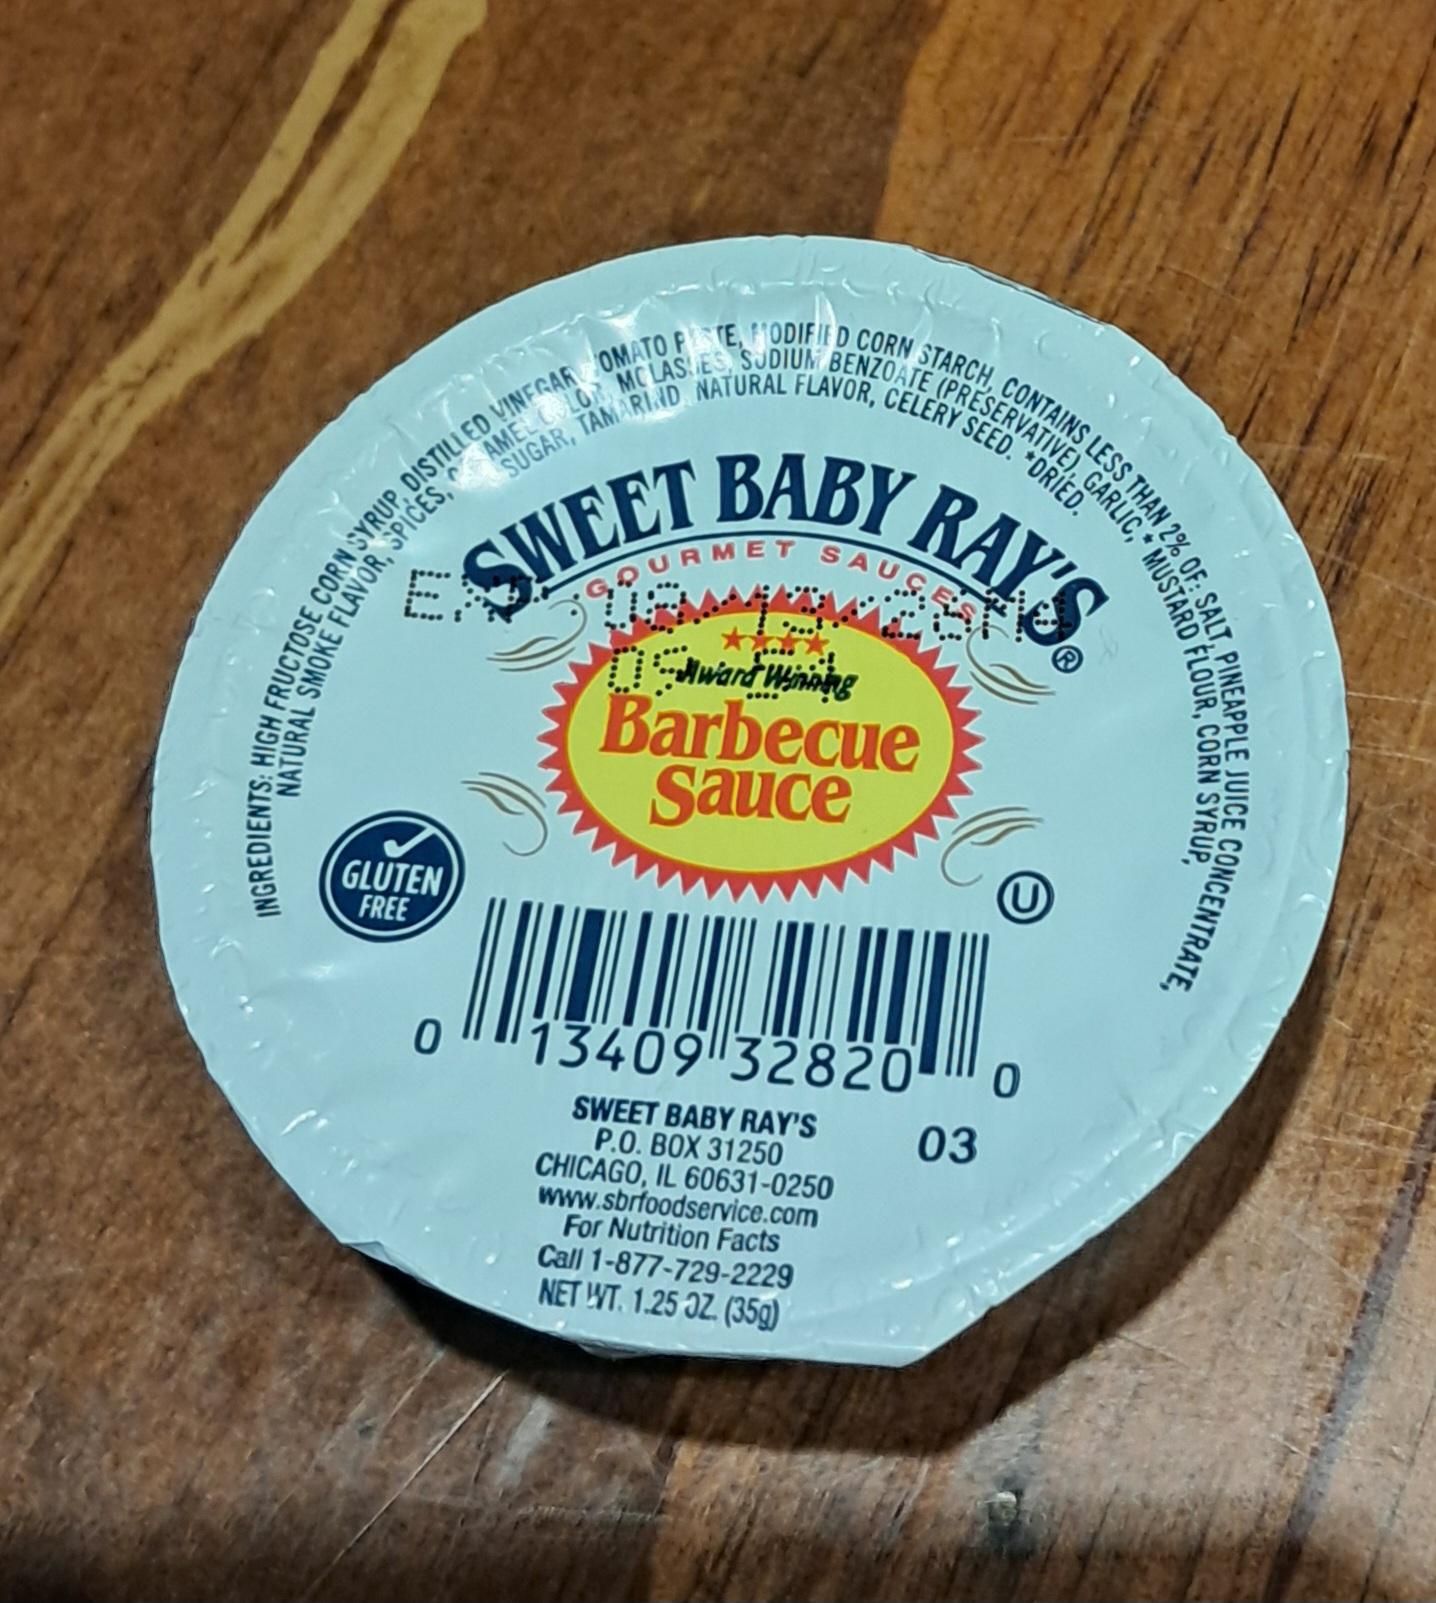 INGREDIENTS: HIGH FRUCTOSE CORN SYRUP, DISTILLED VINEGAR, TOMATO PASTE, MODIFIED CORN STARCH, CONTAINS LESS THAN 2% OF: SALT, PINEAPPLE JUICE CONCENTRATE,
NATURAL SMOKE FLAVOR, SPICES, CARAMEL COLOR, MOLASSES, SODIUM BENZOATE (PRESERVATIVE), GARLIC,* MUSTARD FLOUR, CORN SYRUP,
SUGAR, TAMARIND, NATURAL FLAVOR, CELERY SEED. *DRIED.
SWEET BABY RAY'S®
GOURMET SAUCES
EXP.
Award Winning
Barbecue
Sauce
GLUTEN
FREE
U
0 13409 32820 0
03
SWEET BABY RAY'S
P.O. BOX 31250
CHICAGO, IL 60631-0250
www.sbrfoodservice.com
For Nutrition Facts
Call 1-877-729-2229
NET WT. 1.25 OZ. (35g)